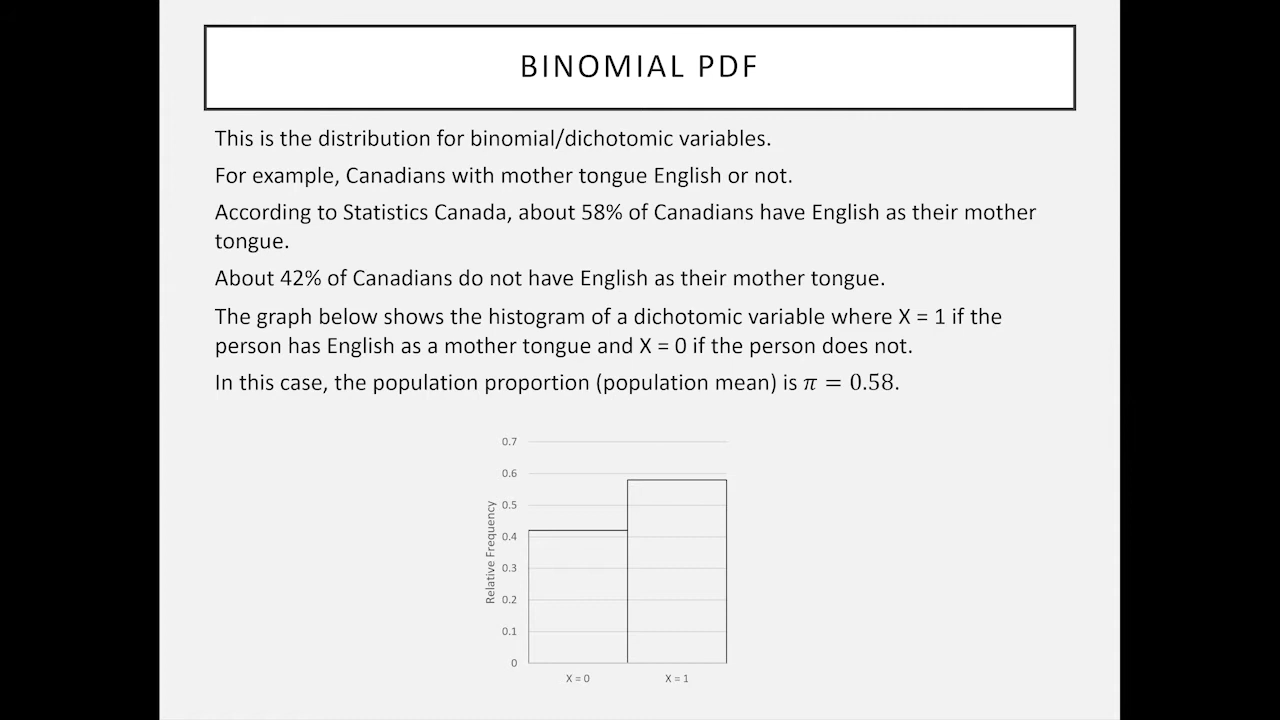 BINOMIAL PDF
This is the distribution for binomial/dichotomic variables.
For example, Canadians with mother tongue English or not.
According to Statistics Canada, about 58% of Canadians have English as their mother
tongue.
About 42% of Canadians do not have English as their mother tongue.
The graph below shows the histogram of a dichotomic variable where X = 1 if the
person has English as a mother tongue and X = 0 if the person does not.
In this case, the population proportion (population mean) is 𝜋 = 0.58.
0.7
0.6
0.5
0.4
0.3
0.2
0.1
0
Relative Frequency
X = 0
X = 1